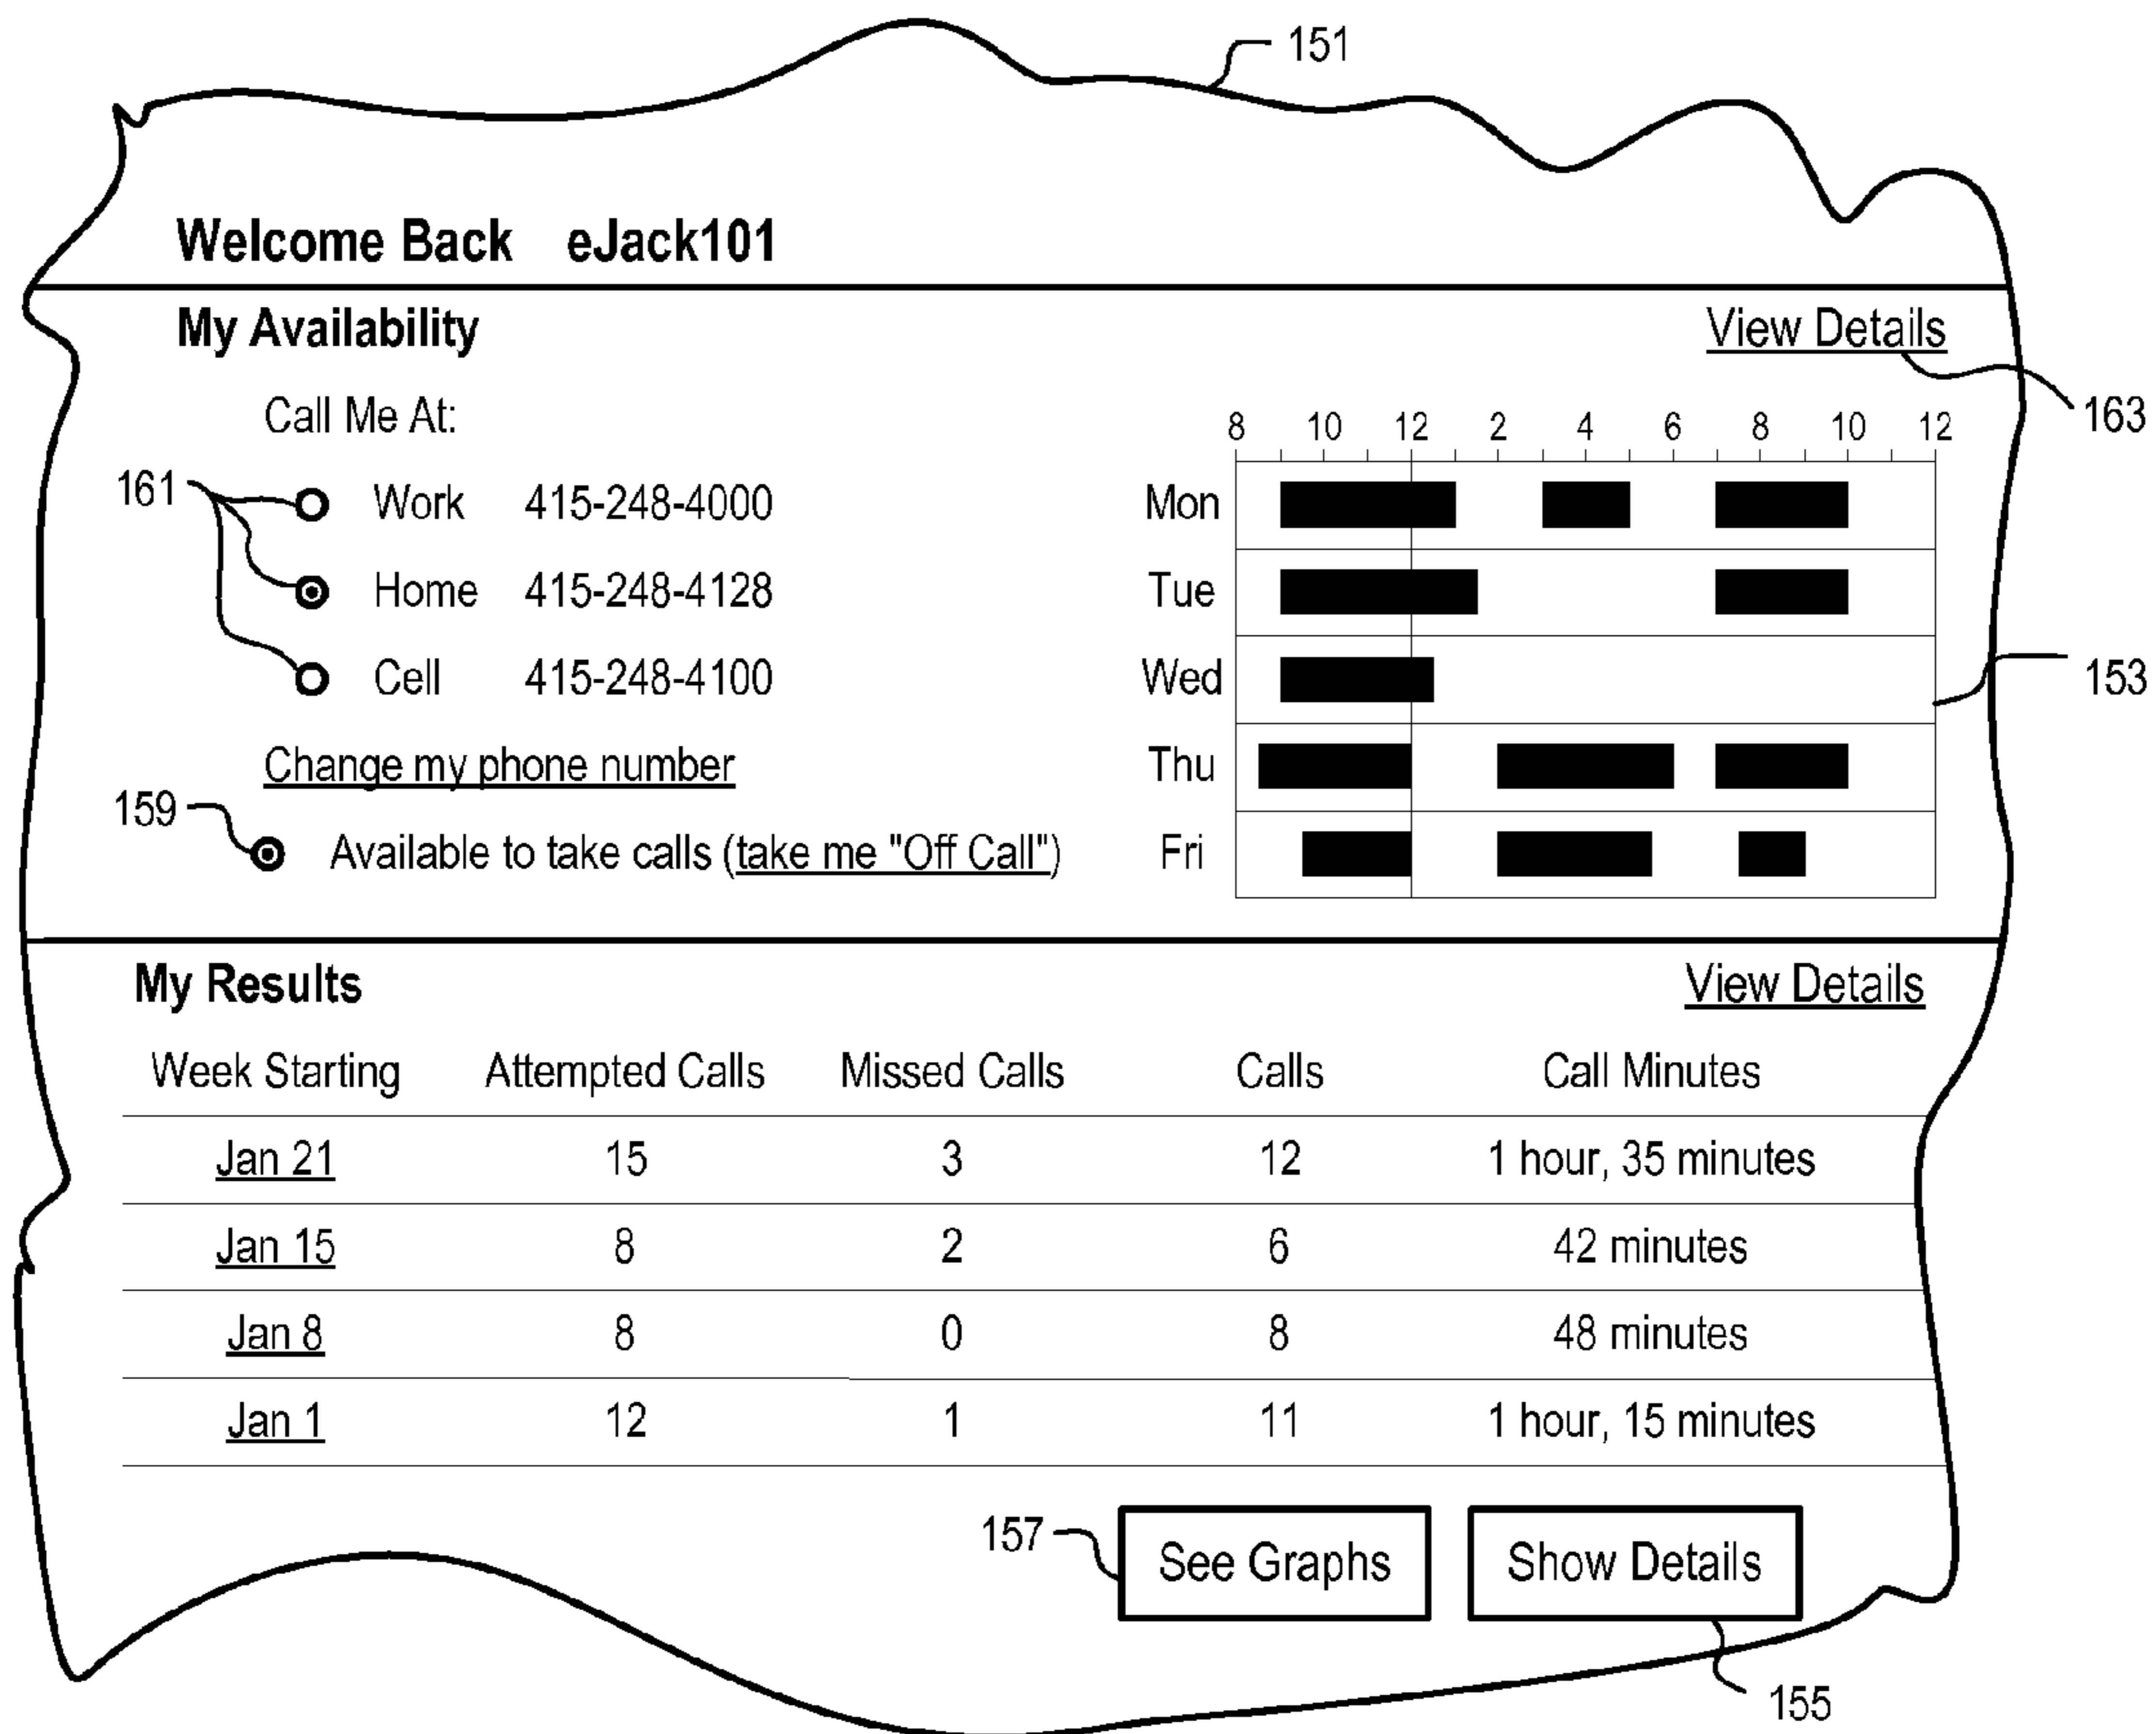 151
Welcome Back eJack101
My Availability View Details
163
Call Me At:
8 10 12 2 4 6 8 10 12
161
Work 415-248-4000 Mon
Home 415-248-4128 Tue
Cell 415-248-4100 Wed
153
Change my phone number Thu
159
Available to take calls (take me "Off Call") Fri
My Results View Details
Week Starting Attempted Calls Missed Calls Calls Call Minutes
Jan 21 15 3 12 1 hour, 35 minutes
Jan 15 8 2 6 42 minutes
Jan 8 8 0 8 48 minutes
Jan 1 12 1 11 1 hour, 15 minutes
157
See Graphs Show Details
155